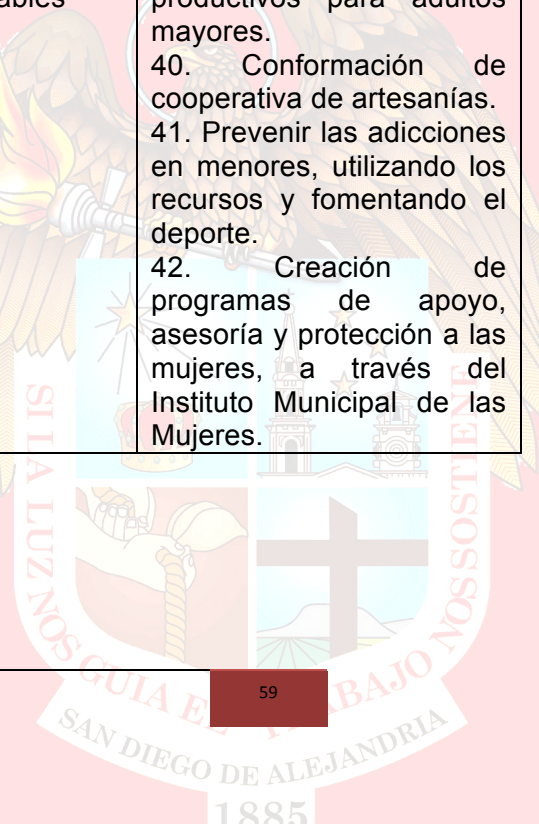 ables
productivos para adultos
mayores.
40. Conformación de
cooperativa de artesanías.
41. Prevenir las adicciones
en menores, utilizando los
recursos y fomentando el
deporte.
42. Creación de
programas de apoyo,
asesoría y protección a las
mujeres, a través del
Instituto Municipal de las
Mujeres.
SI LA LUZ NOS GUIA EL TRABAJO NOS SOSTIENE
59
SAN DIEGO DE ALEJANDRIA
1885